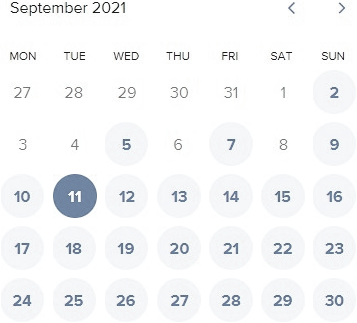 September 2021
MON TUE WED THU FRI SAT SUN
27 28 29 30 31 1 2
3 4 5 6 7 8 9
10 11 12 13 14 15 16
17 18 19 20 21 22 23
24 25 26 27 28 29 30